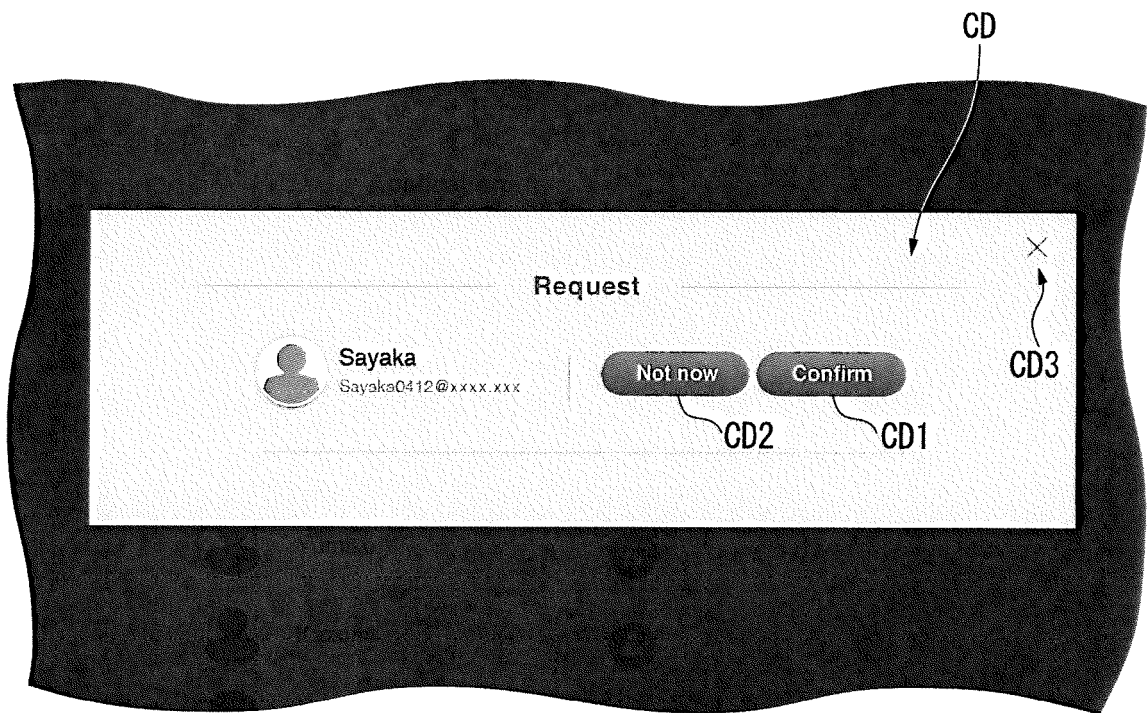 CD
Request
CD3
Sayaka
Sayaka0412@xxxx.xxx
Not now
Confirm
CD2
CD1